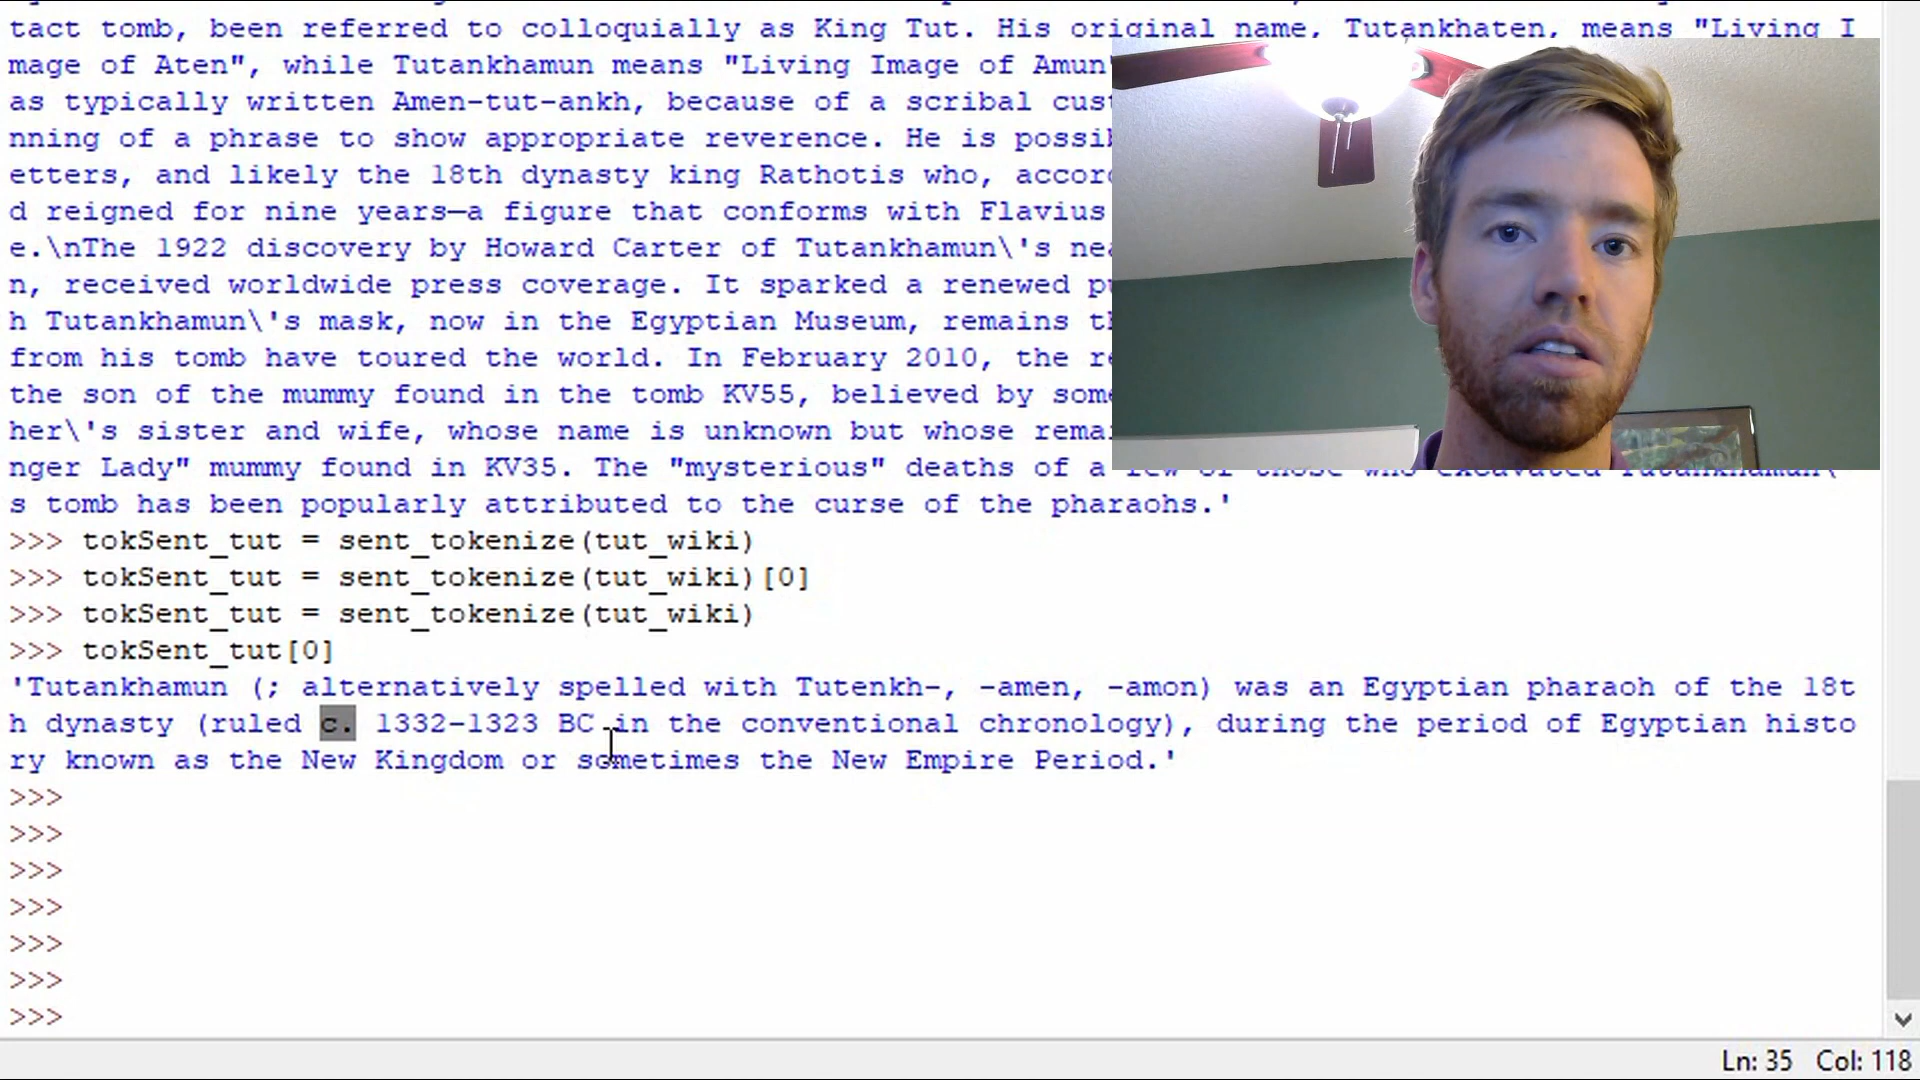 tact tomb, been referred to colloquially as King Tut. His original name, Tutankhaten, means "Living I
mage of Aten", while Tutankhamun means "Living Image of Amun
as typically written Amen-tut-ankh, because of a scribal cus
nning of a phrase to show appropriate reverence. He is possi
etters, and likely the 18th dynasty king Rathotis who, accor
d reigned for nine years—a figure that conforms with Flavius
e.\nThe 1922 discovery by Howard Carter of Tutankhamun\'s nea
n, received worldwide press coverage. It sparked a renewed p
h Tutankhamun\'s mask, now in the Egyptian Museum, remains t
from his tomb have toured the world. In February 2010, the re
the son of the mummy found in the tomb KV55, believed by some
her\'s sister and wife, whose name is unknown but whose rema
nger Lady" mummy found in KV35. The "mysterious" deaths of a few of those who excavated Tutankhamun\'
s tomb has been popularly attributed to the curse of the pharaohs.'
>>> tokSent_tut = sent_tokenize(tut_wiki)
>>> tokSent_tut = sent_tokenize(tut_wiki)[0]
>>> tokSent_tut = sent_tokenize(tut_wiki)
>>> tokSent_tut[0]
'Tutankhamun (; alternatively spelled with Tutenkh-, -amen, -amon) was an Egyptian pharaoh of the 18t
h dynasty (ruled c. 1332–1323 BC in the conventional chronology), during the period of Egyptian histo
ry known as the New Kingdom or sometimes the New Empire Period.'
>>>
>>>
>>>
>>>
>>>
>>>
>>>
Ln: 35 Col: 118